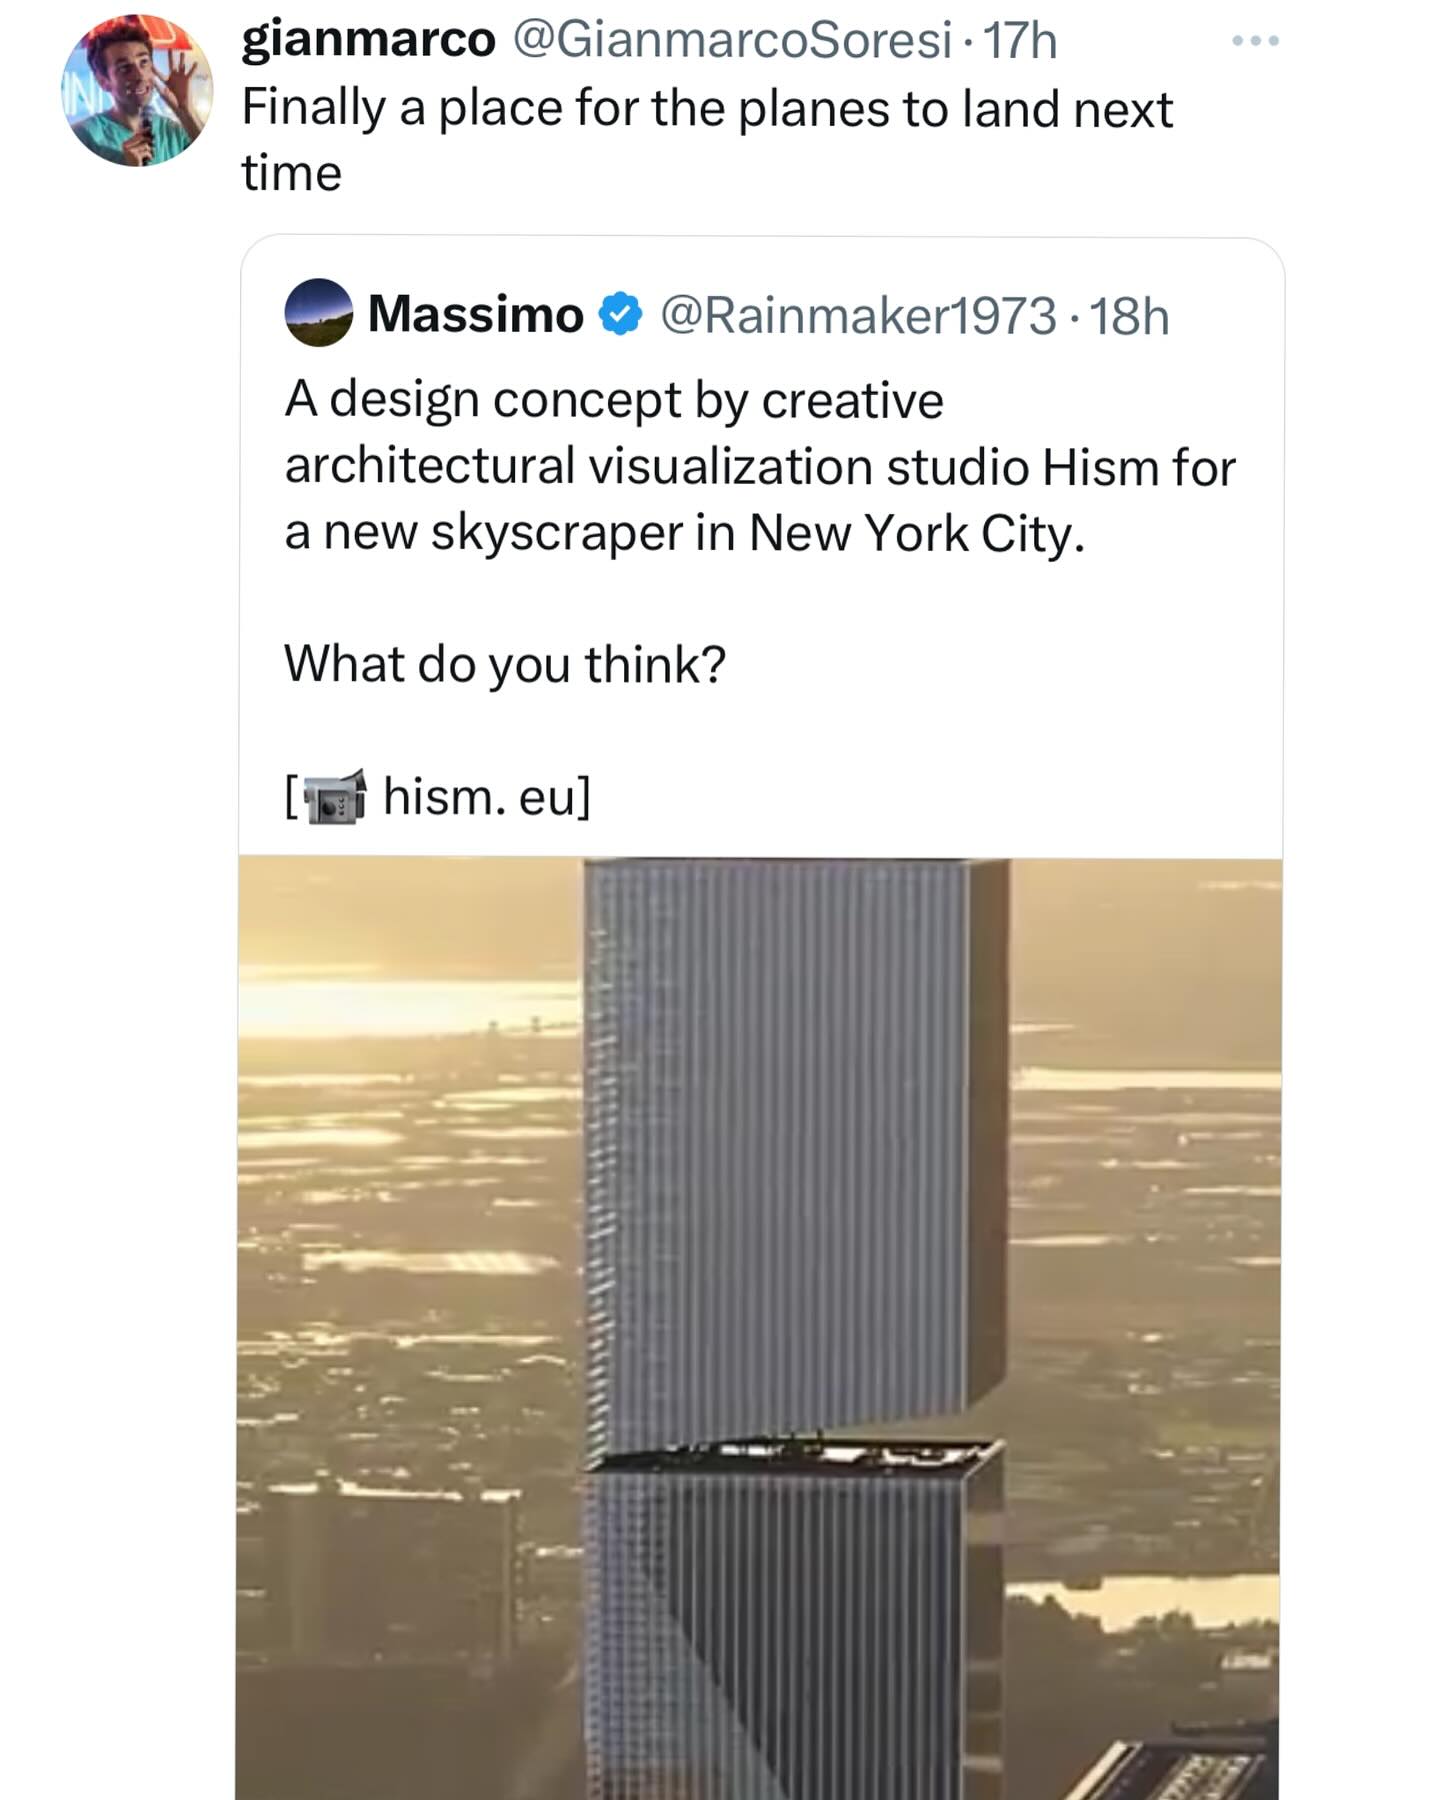 gianmarco @GianmarcoSoresi · 17h
Finally a place for the planes to land next
time
Massimo @Rainmaker1973 · 18h
A design concept by creative
architectural visualization studio Hism for
a new skyscraper in New York City.
What do you think?
[📹 hism. eu]